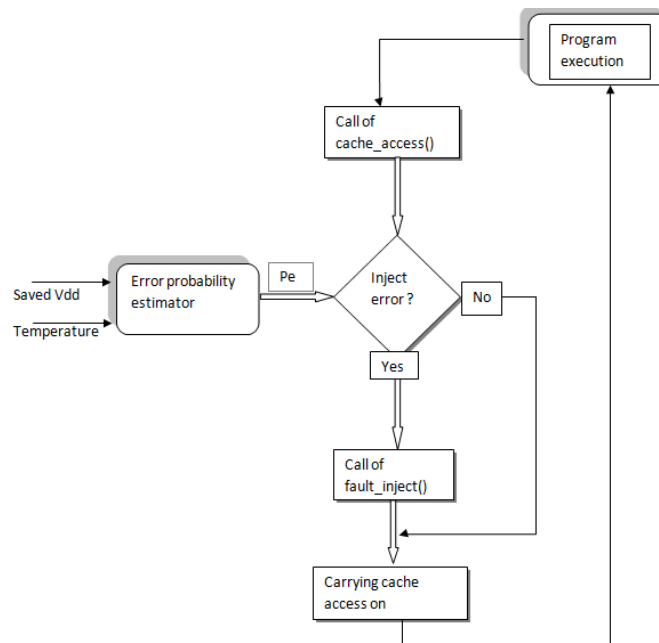 Program
execution
Call of
cache_access()
Saved Vdd
Temperature
Error probability
estimator
Pe
Inject
error ?
No
Yes
Call of
fault_inject()
Carrying cache
access on